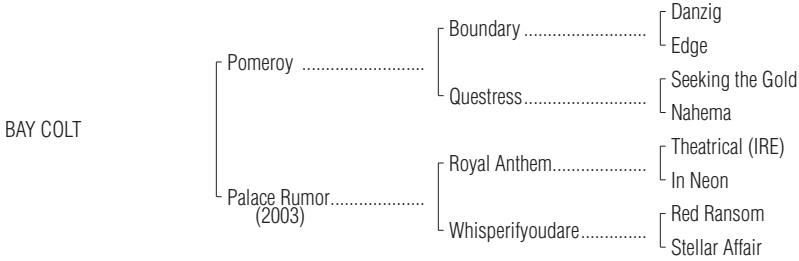 Danzig
Boundary ..........................
Edge
Pomeroy ..........................
Seeking the Gold
Questress..........................
Nahema
BAY COLT
Theatrical (IRE)
Royal Anthem....................
In Neon
Palace Rumor....................
(2003)
Red Ransom
Whisperifyoudare..............
Stellar Affair